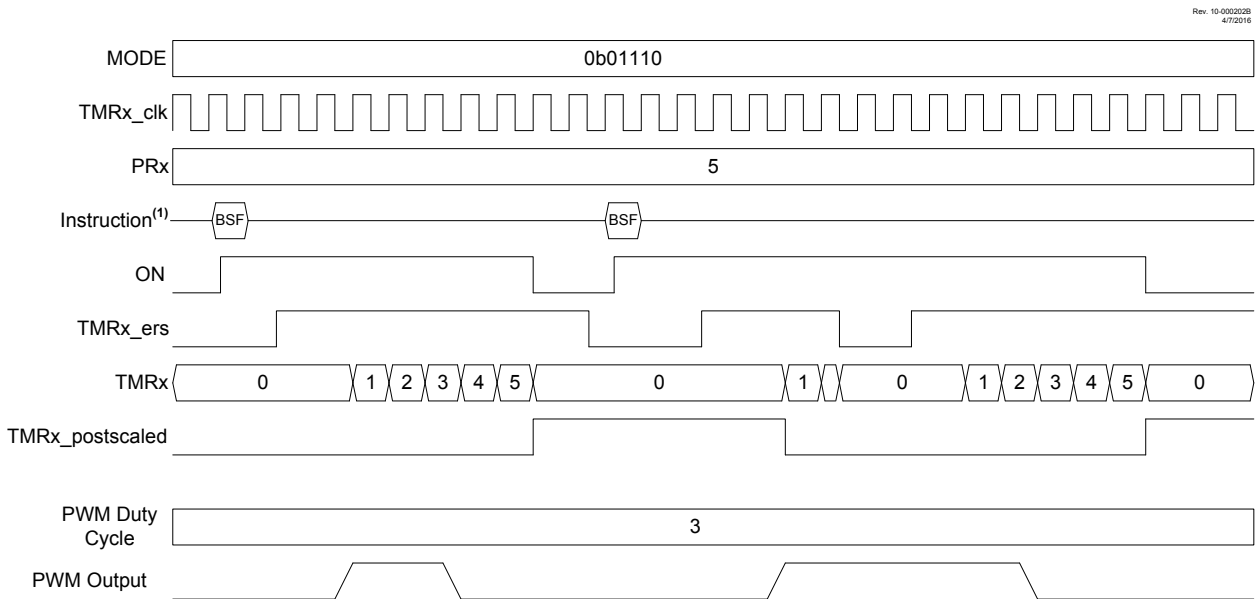 Rev. 10-000202B
4/7/2016
MODE 0b01110
TMRx_clk
PRx 5
Instruction(1) BSF BSF
ON
TMRx_ers
TMRx 0 1 2 3 4 5 0 1 0 1 2 3 4 5 0
TMRx_postscaled
PWM Duty
Cycle 3
PWM Output